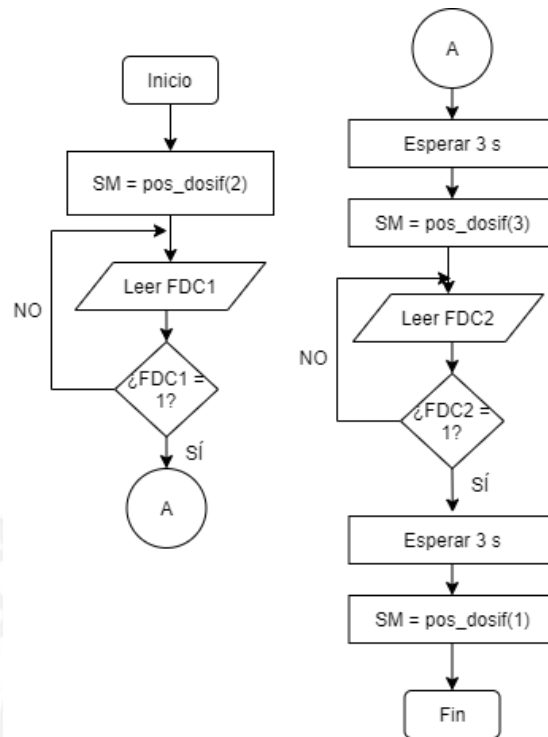 Inicio
SM = pos_dosif(2)
Leer FDC1
¿FDC1 =
1?
NO
SÍ
A
A
Esperar 3 s
SM = pos_dosif(3)
Leer FDC2
¿FDC2 =
1?
NO
SÍ
Esperar 3 s
SM = pos_dosif(1)
Fin